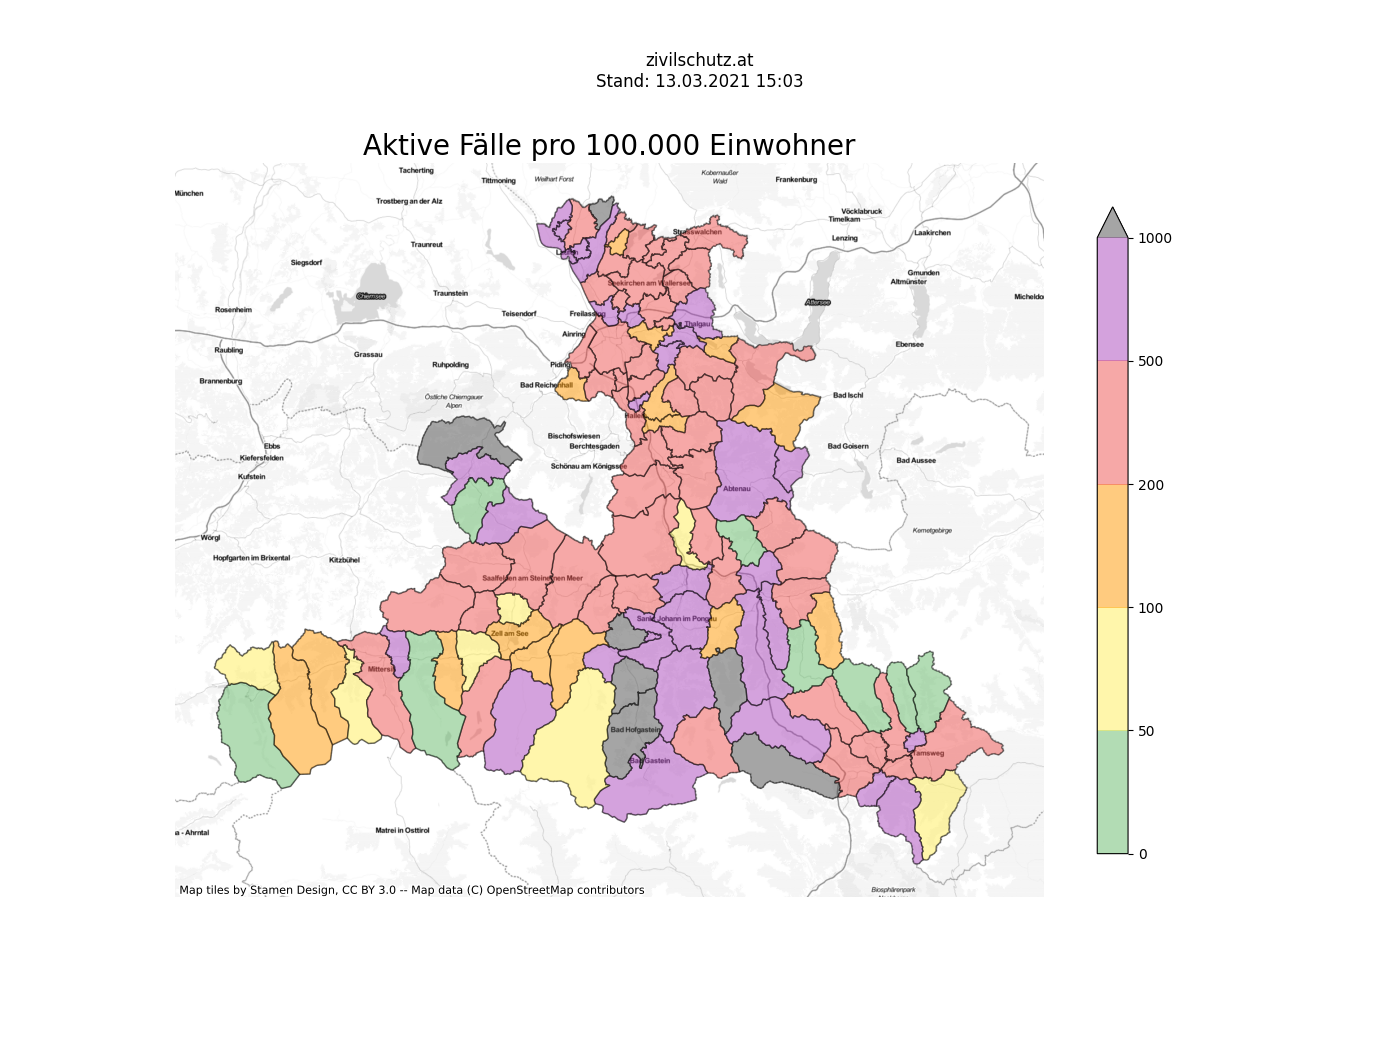 zivilschutz.at
Stand: 13.03.2021 15:03
Aktive Fälle pro 100.000 Einwohner
Tacherting
Tittmoning
Weilhart Forst
Kobernaußer
Wald
Frankenburg
München
Trostberg an der Alz
Vöcklabruck
Timelkam
Laakirchen
Strasswalchen
Lenzing
Traunreut
Siegsdorf
Gmunden
Altmünster
Seekirchen am Wallersee
Chiemsee
Traunstein
Attersee
Rosenheim
Teisendorf
Freilassing
Thalgau
Ainring
Ebensee
Raubling
Grassau
Ruhpolding
Piding
Brannenburg
Bad Reichenhall
Bad Ischl
Östliche Chiemgauer
Alpen
Bischofswiesen
Berchtesgaden
Ebbs
Kiefersfelden
Bad Goisern
Bad Aussee
Schönau am Königssee
Kufstein
Abtenau
Kemetgebirge
Wörgl
Hopfgarten im Brixental
Kitzbühel
Saalfelden am Steinernen Meer
Sankt Johann im Pongau
Zell am See
Bad Hofgastein
Tamsweg
Bad Gastein
Matrei in Osttirol
a - Ahrntal
Biosphärenpark
Map tiles by Stamen Design, CC BY 3.0 -- Map data (C) OpenStreetMap contributors
1000
500
200
100
50
0